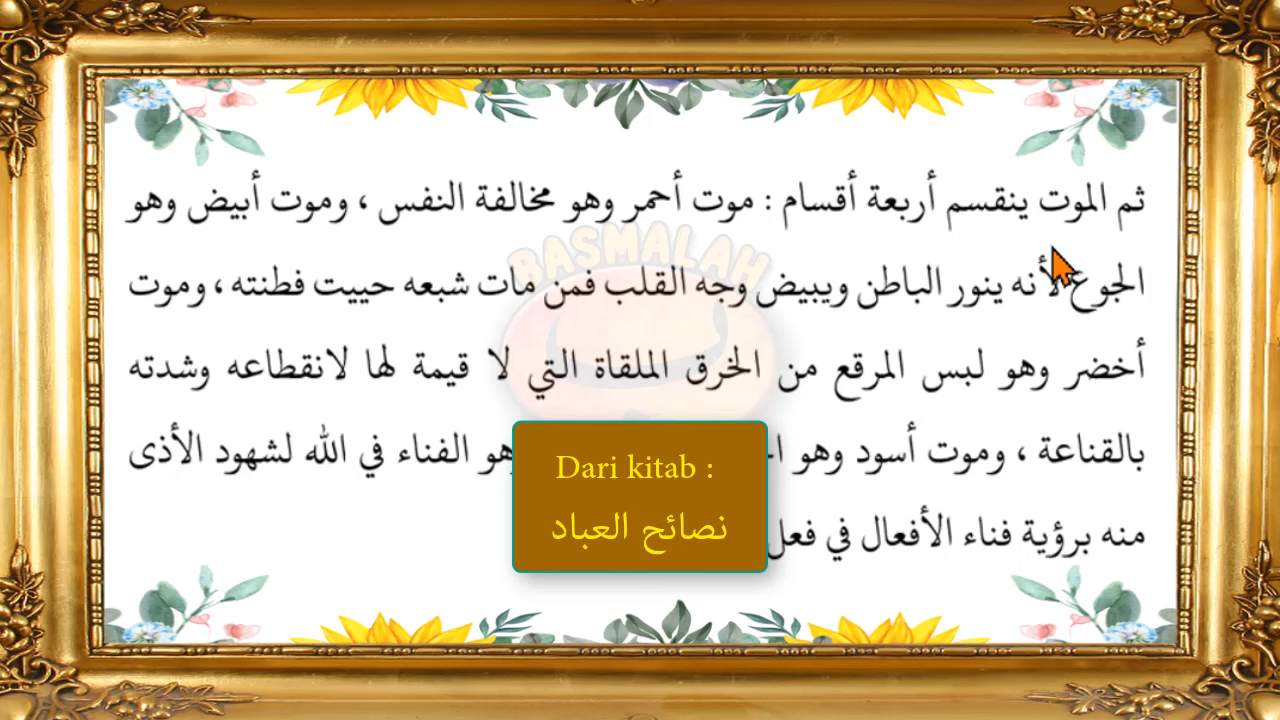 ثم الموت ينقسم أربعة أقسام : موت أحمر وهو مخالفة النفس ، وموت أبيض وهو
BASMALAH
الجوع لأنه ينور الباطن ويبيض وجه القلب فمن مات شبعه حييت فطنته ، وموت
أخضر وهو لبس المرقع من الخرق الملقاة التي لا قيمة لها لانقطاعه وشدته
بالقناعة ، وموت أسود وهو وهو الفناء في الله لشهود الأذى
Dari kitab :
نصائح العباد
منه برؤية فناء الأفعال في فعل